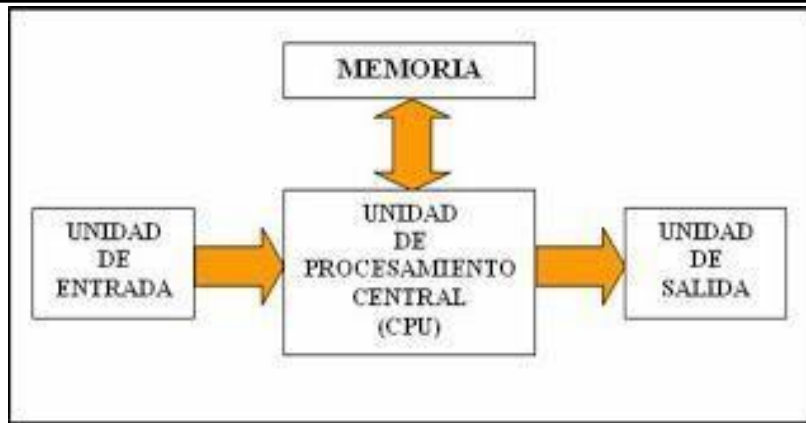 MEMORIA
UNIDAD
DE
ENTRADA
UNIDAD
DE
PROCESAMIENTO
CENTRAL
(CPU)
UNIDAD
DE
SALIDA